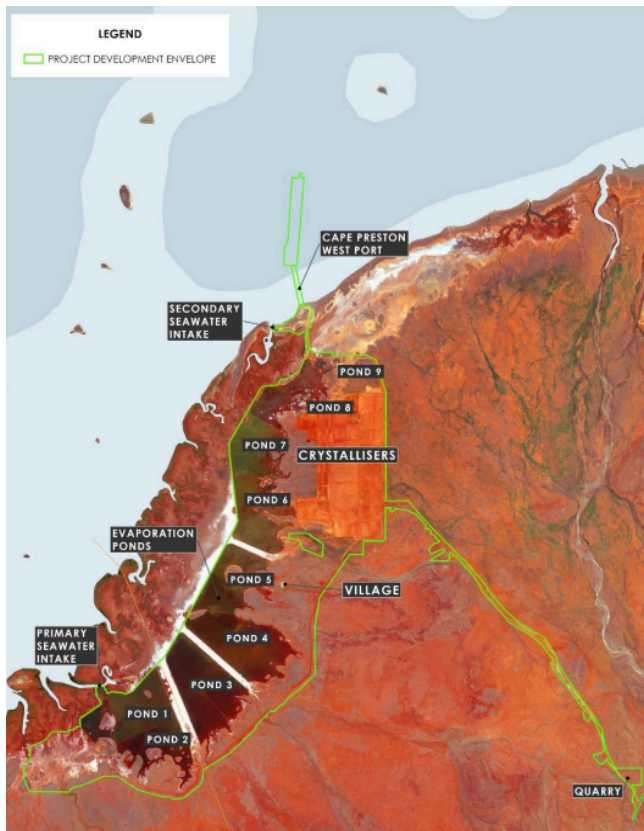 LEGEND
PROJECT DEVELOPMENT ENVELOPE
CAPE PRESTON
WEST PORT
SECONDARY
SEAWATER
INTAKE
POND 9
POND 8
POND 7
CRYSTALLISERS
POND 6
EVAPORATION
PONDS
POND 5
VILLAGE
POND 4
PRIMARY
SEAWATER
INTAKE
POND 3
POND 1
POND 2
QUARRY